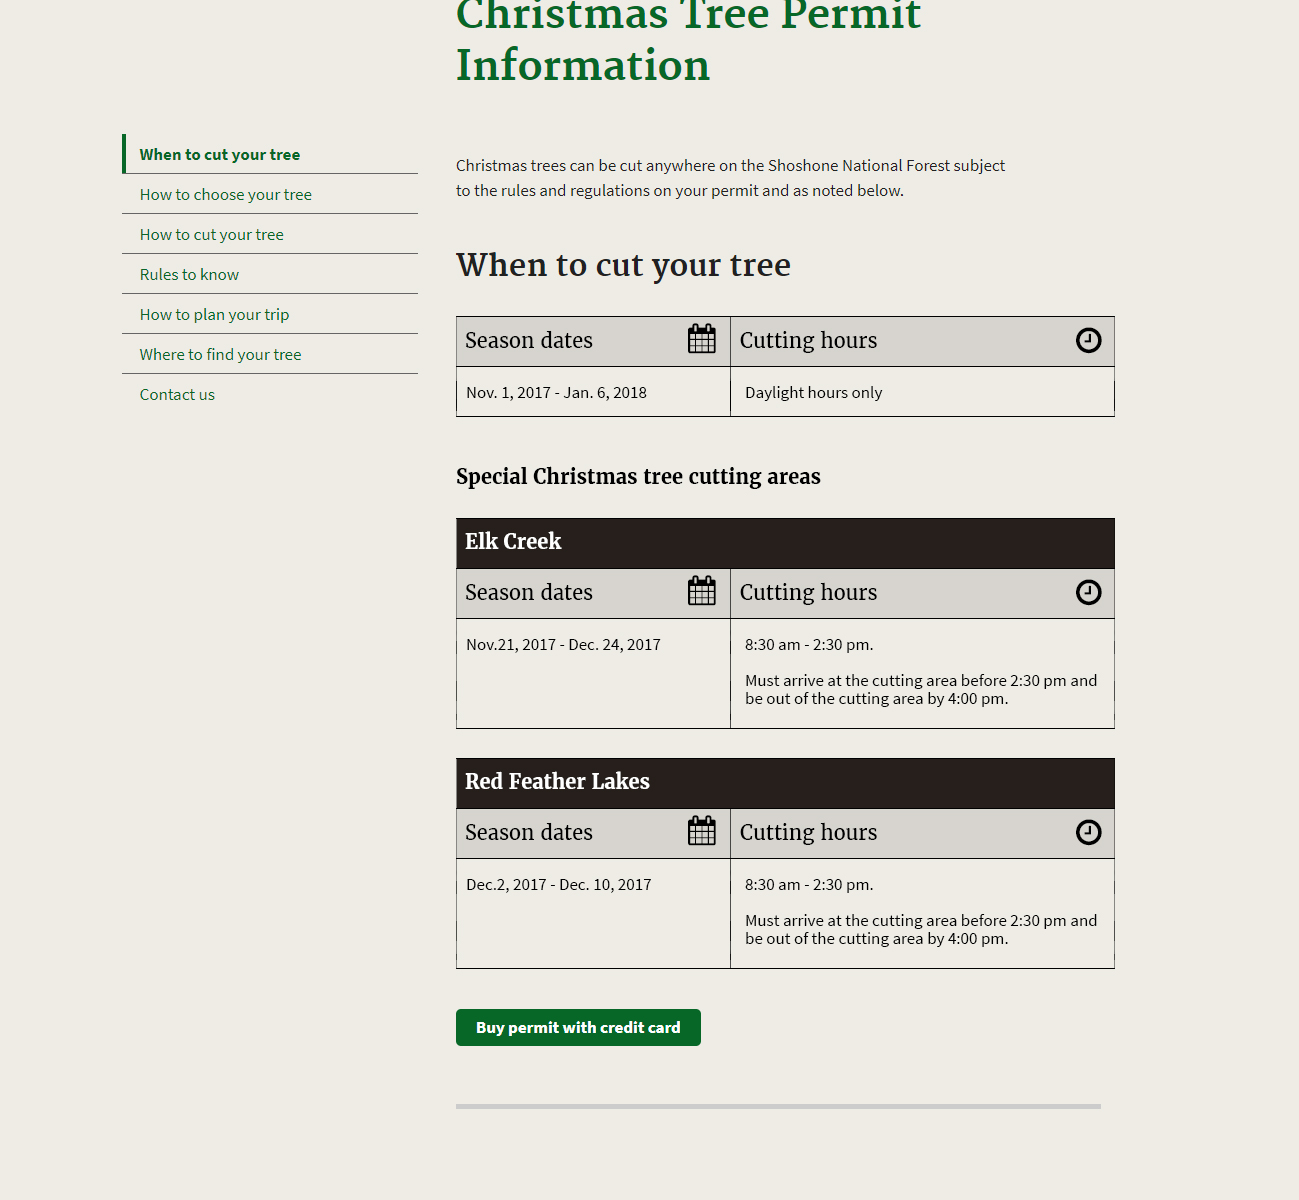 Christmas Tree Permit
Information
When to cut your tree
How to choose your tree
How to cut your tree
Rules to know
How to plan your trip
Where to find your tree
Contact us
Christmas trees can be cut anywhere on the Shoshone National Forest subject
to the rules and regulations on your permit and as noted below.
When to cut your tree
Season dates
Cutting hours
Nov. 1, 2017 - Jan. 6, 2018
Daylight hours only
Special Christmas tree cutting areas
Elk Creek
Season dates
Cutting hours
Nov.21, 2017 - Dec. 24, 2017
8:30 am - 2:30 pm.
Must arrive at the cutting area before 2:30 pm and
be out of the cutting area by 4:00 pm.
Red Feather Lakes
Season dates
Cutting hours
Dec.2, 2017 - Dec. 10, 2017
8:30 am - 2:30 pm.
Must arrive at the cutting area before 2:30 pm and
be out of the cutting area by 4:00 pm.
Buy permit with credit card